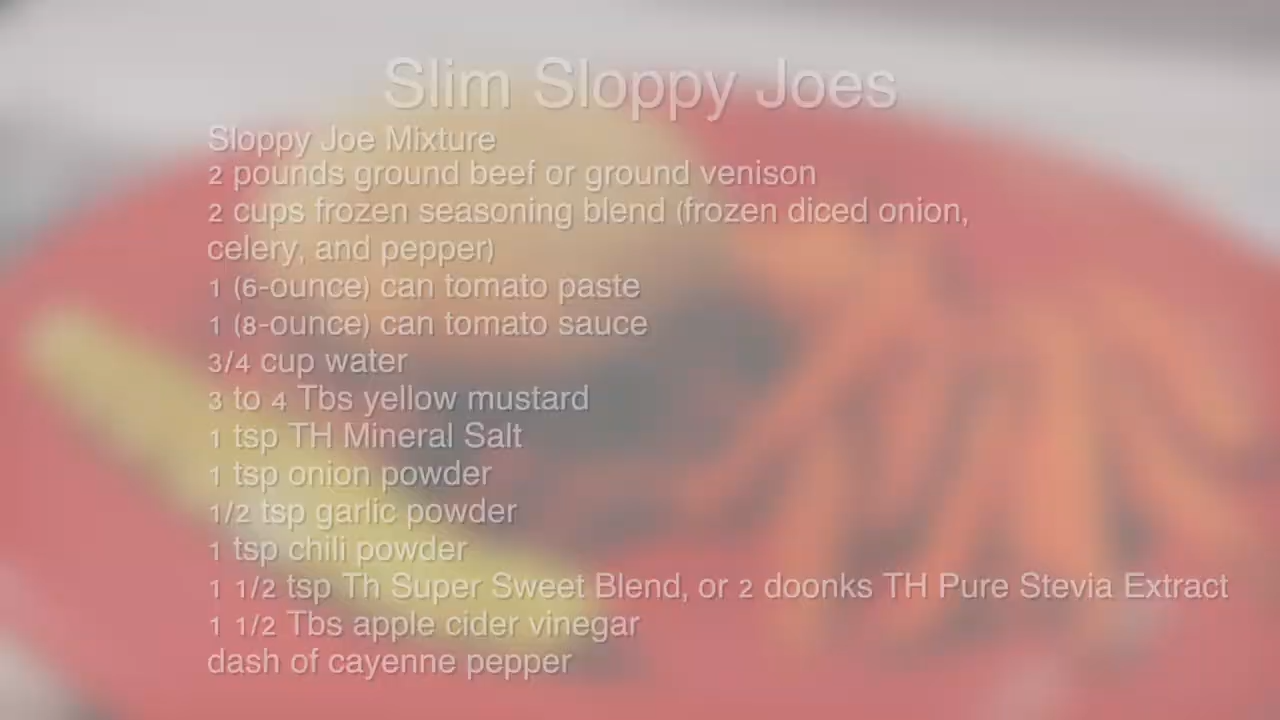 Slim Sloppy Joes
Sloppy Joe Mixture
2 pounds ground beef or ground venison
2 cups frozen seasoning blend (frozen diced onion,
celery, and pepper)
1 (6-ounce) can tomato paste
1 (8-ounce) can tomato sauce
3/4 cup water
3 to 4 Tbs yellow mustard
1 tsp TH Mineral Salt
1 tsp onion powder
1/2 tsp garlic powder
1 tsp chili powder
1 1/2 tsp Th Super Sweet Blend, or 2 doonks TH Pure Stevia Extract
1 1/2 Tbs apple cider vinegar
dash of cayenne pepper